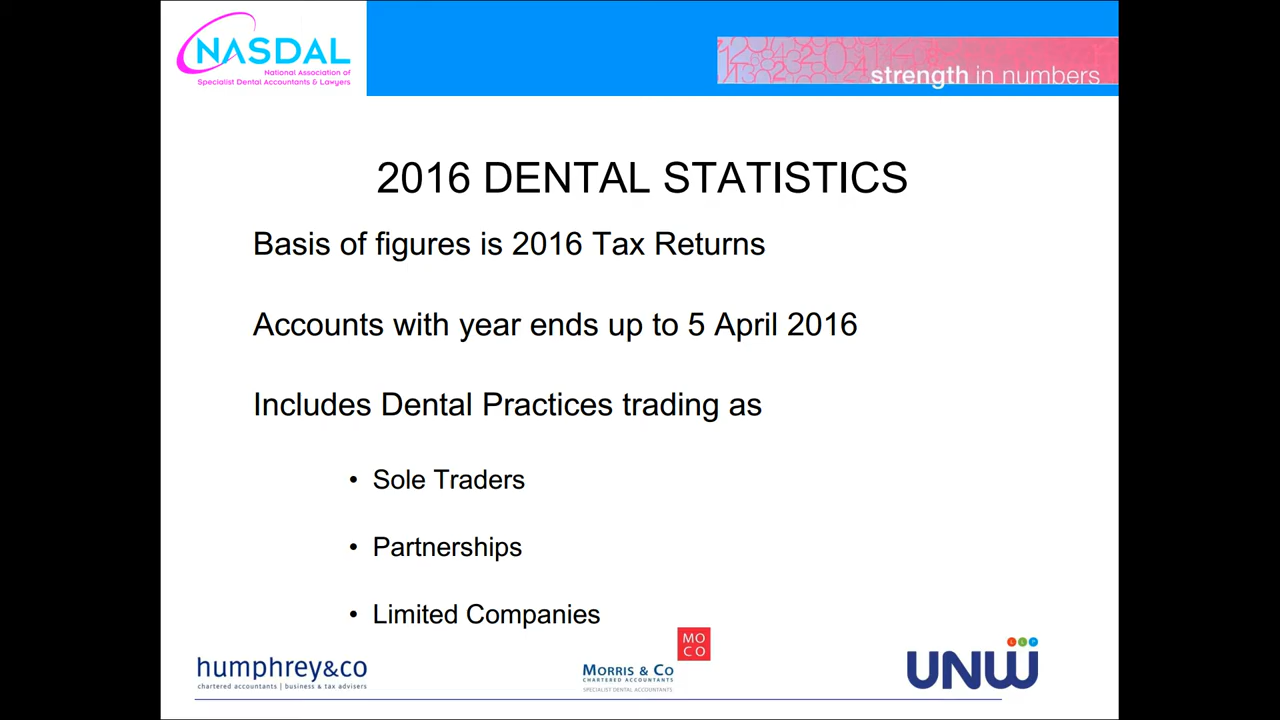 NASDAL
National Association of
Specialist Dental Accountants & Lawyers
strength in numbers
2016 DENTAL STATISTICS
Basis of figures is 2016 Tax Returns
Accounts with year ends up to 5 April 2016
Includes Dental Practices trading as
• Sole Traders
• Partnerships
• Limited Companies
humphrey&co
chartered accountants | business & tax advisers
MO
CO
MORRIS & CO
CHARTERED ACCOUNTANTS
SPECIALIST DENTAL ACCOUNTANTS
LLP
UNW